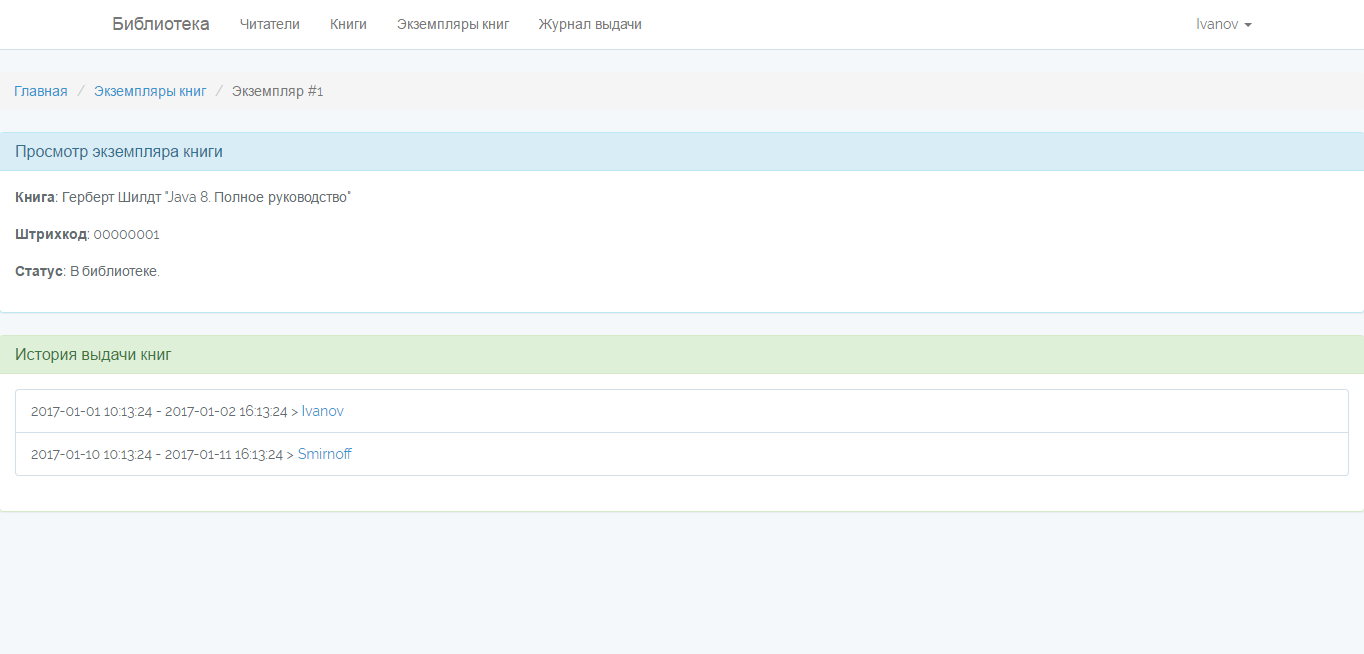 Библиотека Читатели Книги Экземпляры книг Журнал выдачи Ivanov
Главная / Экземпляры книг / Экземпляр #1
Просмотр экземпляра книги
Книга: Герберт Шилдт "Java 8. Полное руководство"
Штрихкод: 00000001
Статус: В библиотеке.
История выдачи книг
2017-01-01 10:13:24 - 2017-01-02 16:13:24 > Ivanov
2017-01-10 10:13:24 - 2017-01-11 16:13:24 > Smirnoff